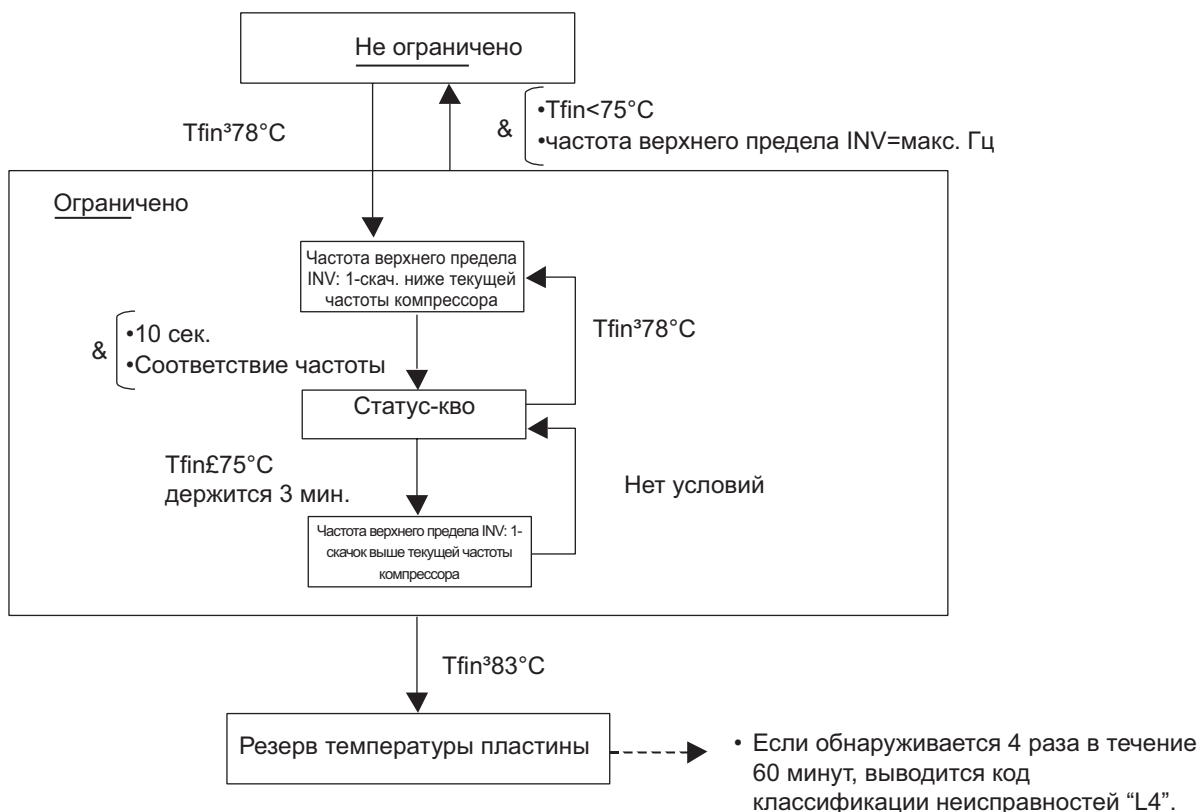 Не ограничено
Tfin³78°C
&
•Tfin<75°C
•частота верхнего предела INV=макс. Гц
Ограничено
Частота верхнего предела
INV: 1-скач. ниже текущей
частоты компрессора
&
•10 сек.
•Соответствие частоты
Tfin³78°C
Статус-кво
Tfin£75°C
держится 3 мин.
Нет условий
Частота верхнего предела INV: 1-
скачок выше текущей частоты
компрессора
Tfin³83°C
Резерв температуры пластины
• Если обнаруживается 4 раза в течение
60 минут, выводится код
классификации неисправностей “L4”.